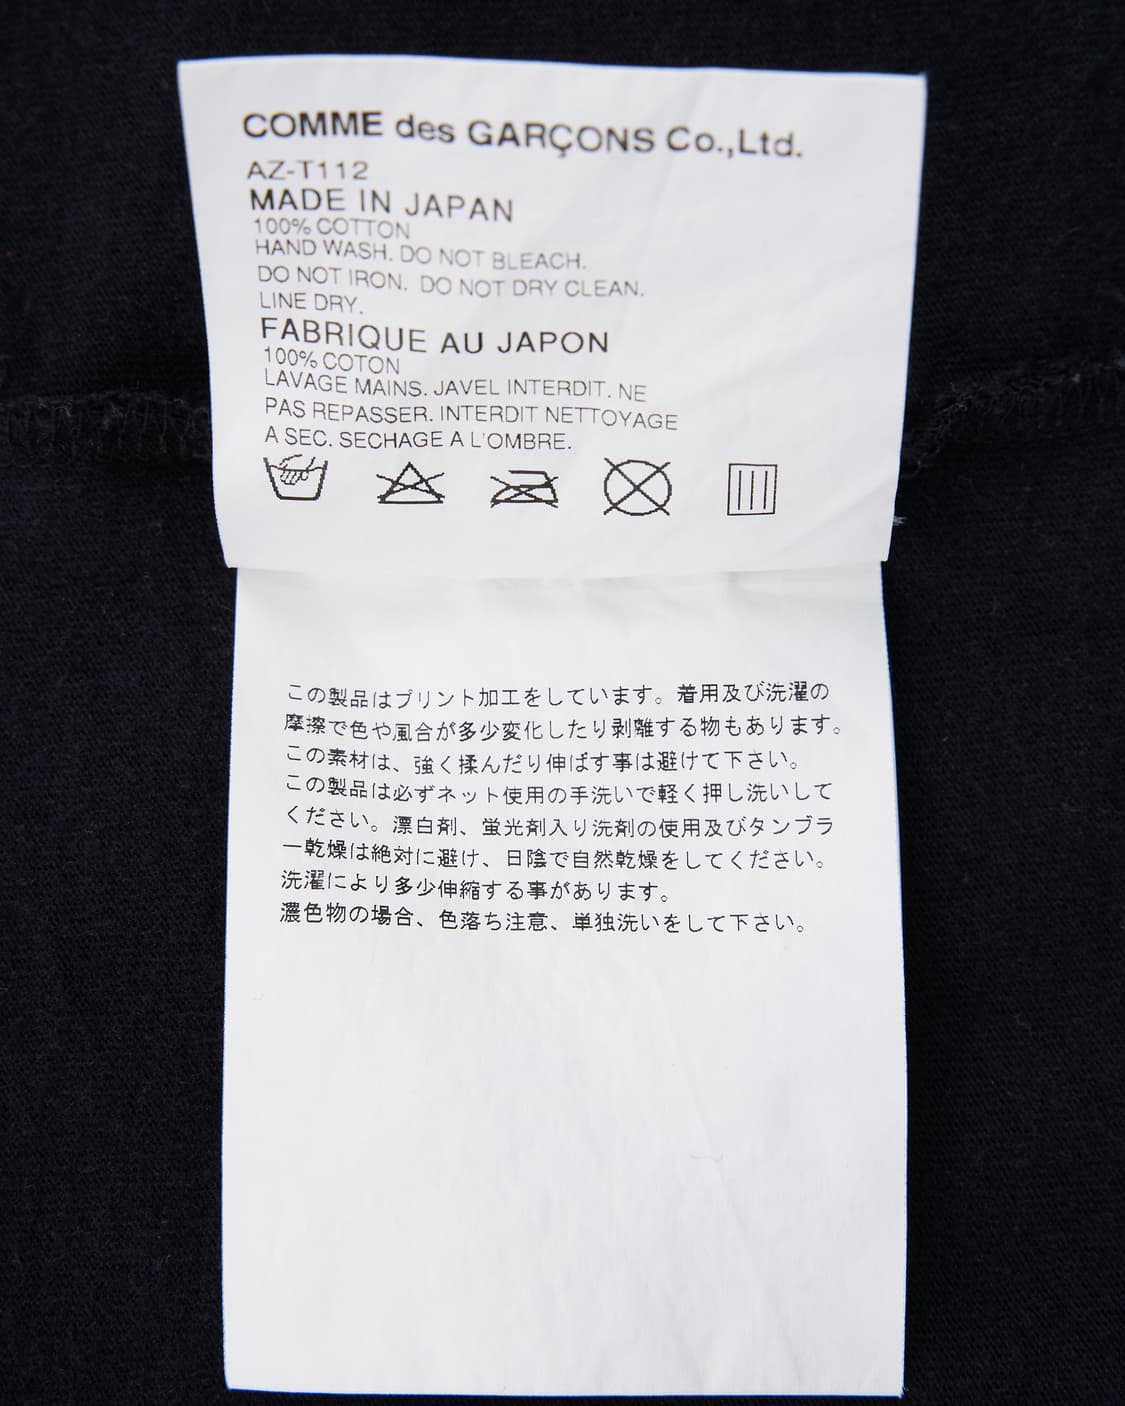 COMME des GARÇONS Co.,Ltd.
AZ-T112
MADE IN JAPAN
100% COTTON
HAND WASH. DO NOT BLEACH.
DO NOT IRON. DO NOT DRY CLEAN.
LINE DRY.
FABRIQUE AU JAPON
100% COTON
LAVAGE MAINS. JAVEL INTERDIT. NE
PAS REPASSER. INTERDIT NETTOYAGE
A SEC. SECHAGE A L'OMBRE.
この製品はプリント加工をしています。着用及び洗濯の
摩擦で色や風合が多少変化したり剥離する物もあります。
この素材は、強く揉んだり伸ばす事は避けて下さい。
この製品は必ずネット使用の手洗いで軽く押し洗いして
ください。漂白剤、蛍光剤入り洗剤の使用及びタンブラ
ー乾燥は絶対に避け、日陰で自然乾燥をしてください。
洗濯により多少伸縮する事があります。
濃色物の場合、色落ち注意、単独洗いをして下さい。